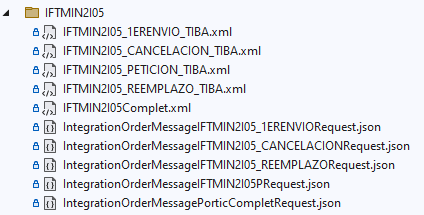 IFTMIN2I05
IFTMIN2I05_1ERENVIO_TIBA.xml
IFTMIN2I05_CANCELACION_TIBA.xml
IFTMIN2I05_PETICION_TIBA.xml
IFTMIN2I05_REEMPLAZO_TIBA.xml
IFTMIN2I05Complet.xml
IntegrationOrderMessageIFTMIN2I05_1ERENVIORequest.json
IntegrationOrderMessageIFTMIN2I05_CANCELACIONRequest.json
IntegrationOrderMessageIFTMIN2I05_REEMPLAZORequest.json
IntegrationOrderMessageIFTMIN2I05PRequest.json
IntegrationOrderMessagePorticCompletRequest.json